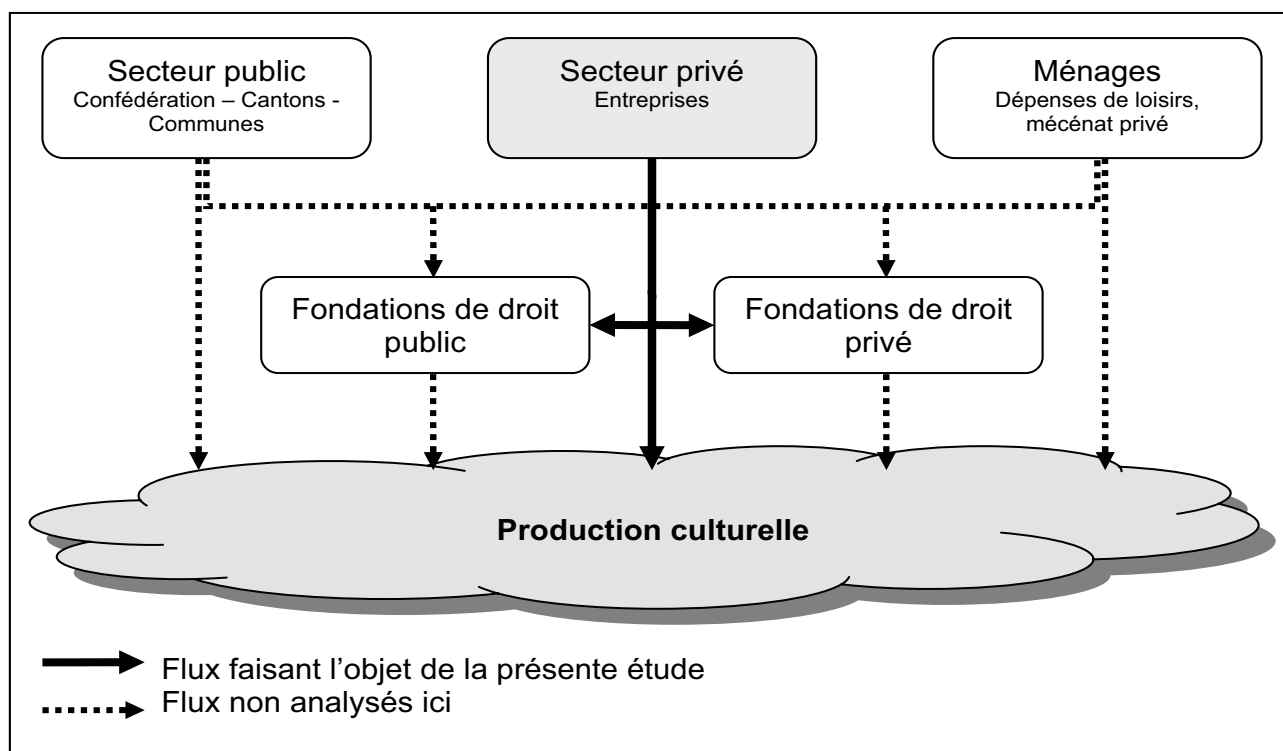 Secteur public
Confédération – Cantons -
Communes
Secteur privé
Entreprises
Ménages
Dépenses de loisirs,
mécénat privé
Fondations de droit
public
Fondations de droit
privé
Production culturelle
Flux faisant l’objet de la présente étude
Flux non analysés ici